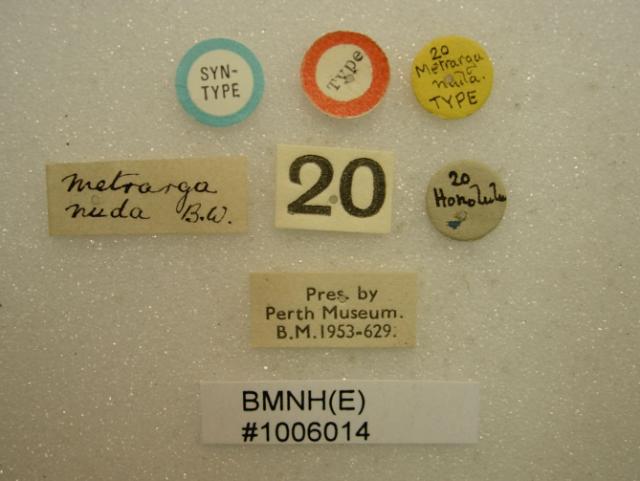 SYN-
TYPE
Type
20
Metrarga
nuda.
TYPE
Metrarga
nuda B.W.
20
20
Honolulu
Pres. by
Perth Museum.
B.M.1953-629.
BMNH(E)
#1006014